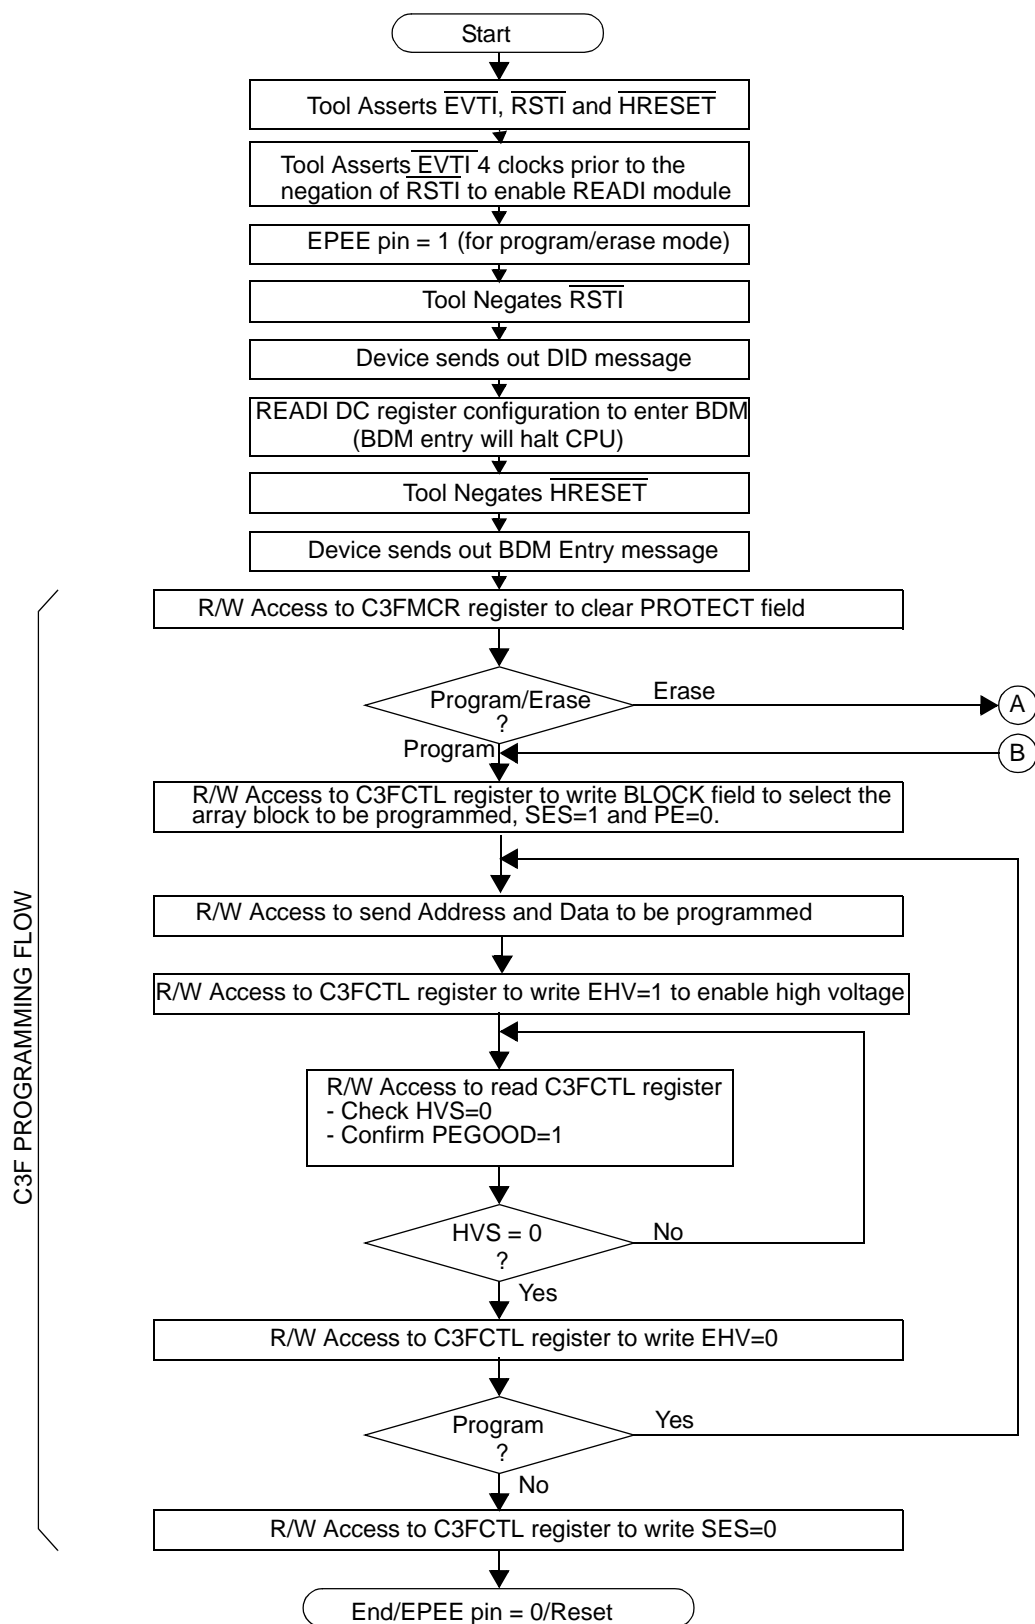 Start
Tool Asserts EVTI, RSTI and HRESET
Tool Asserts EVTI 4 clocks prior to the
negation of RSTI to enable READI module
EPEE pin = 1 (for program/erase mode)
Tool Negates RSTI
Device sends out DID message
READI DC register configuration to enter BDM
(BDM entry will halt CPU)
Tool Negates HRESET
Device sends out BDM Entry message
C3F PROGRAMMING FLOW
R/W Access to C3FMCR register to clear PROTECT field
Program/Erase
?
Erase
A
Program
B
R/W Access to C3FCTL register to write BLOCK field to select the
array block to be programmed, SES=1 and PE=0.
R/W Access to send Address and Data to be programmed
R/W Access to C3FCTL register to write EHV=1 to enable high voltage
R/W Access to read C3FCTL register
- Check HVS=0
- Confirm PEGOOD=1
HVS = 0
?
No
Yes
R/W Access to C3FCTL register to write EHV=0
Program
?
Yes
No
R/W Access to C3FCTL register to write SES=0
End/EPEE pin = 0/Reset